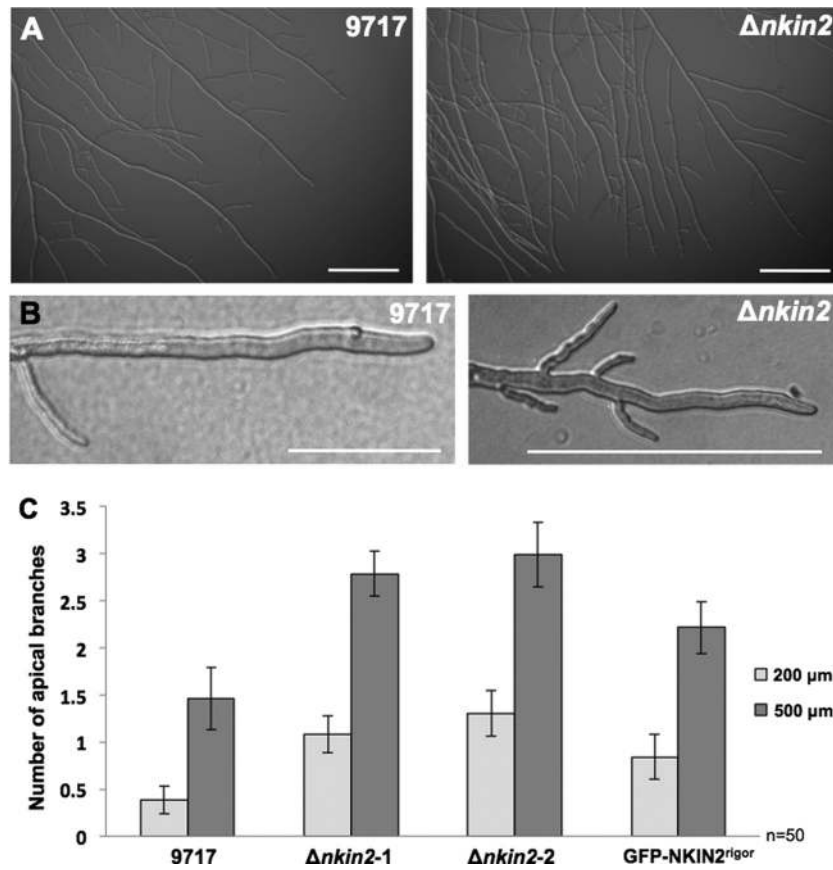 A
9717
Δnkin2
B
9717
Δnkin2
C
Number of apical branches
3.5
3
2.5
2
1.5
1
0.5
0
200 µm
500 µm
n=50
9717
Δnkin2-1
Δnkin2-2
GFP-NKIN2rigor